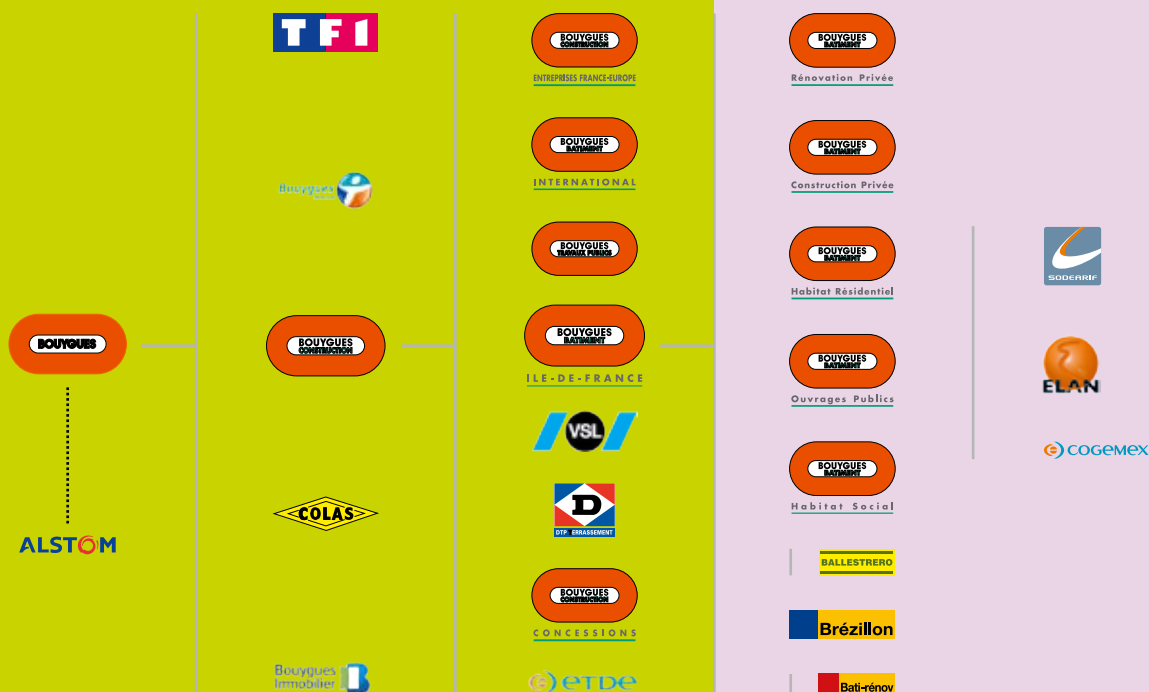 BOUYGUES
ALSTOM
TF1
Bouygues
BOUYGUES
CONSTRUCTION
COLAS
Bouygues
Immobilier
BOUYGUES
CONSTRUCTION
ENTREPRISES FRANCE-EUROPE
BOUYGUES
BATIMENT
INTERNATIONAL
BOUYGUES
TRAVAUX PUBLICS
BOUYGUES
BATIMENT
ILE-DE-FRANCE
VSL
D
DTP TERRASSEMENT
BOUYGUES
CONSTRUCTION
CONCESSIONS
ETDE
BOUYGUES
BATIMENT
Rénovation Privée
BOUYGUES
BATIMENT
Construction Privée
BOUYGUES
BATIMENT
Habitat Résidentiel
BOUYGUES
BATIMENT
Ouvrages Publics
BOUYGUES
BATIMENT
Habitat Social
BALLESTRERO
Brézillon
Bati-rénov
SODEARIF
ELAN
COGEMEX